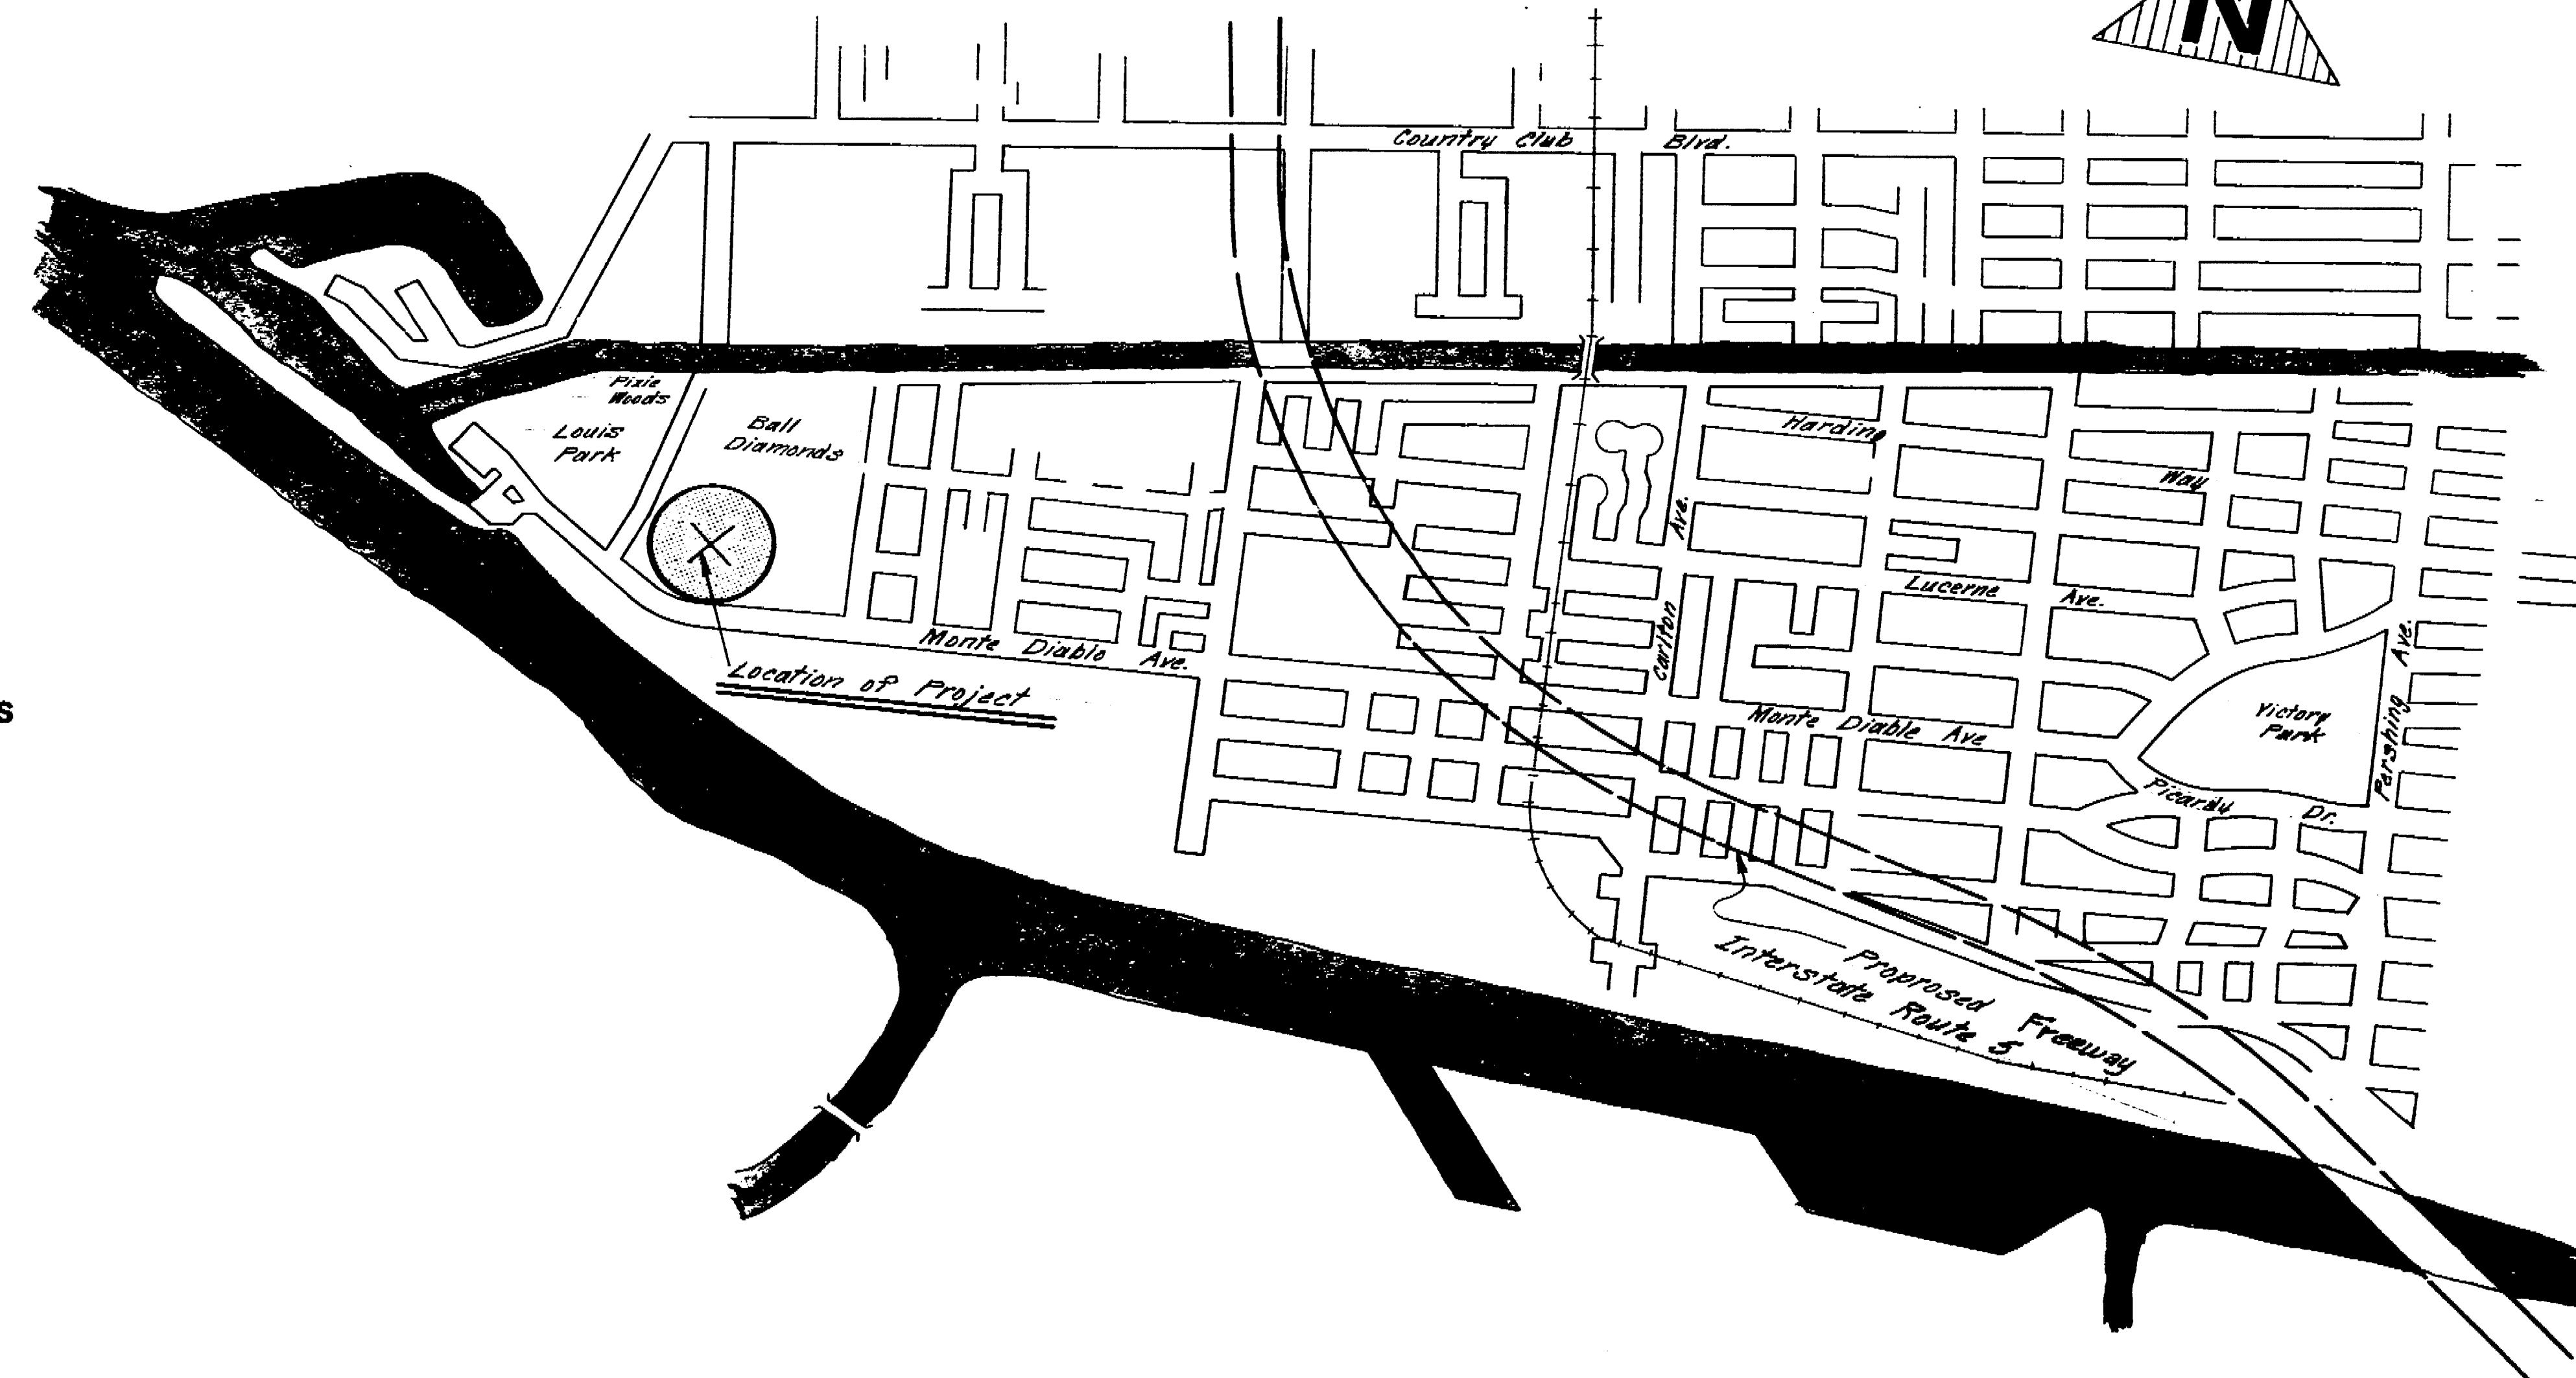 N
Country Club Blvd.
Pixie
Woods
Louis
Park
Ball
Diamonds
Harding Way
Ave.
Carlton
Lucerne Ave.
Monte Diablo Ave.
Location of Project
s
Monte Diable Ave
Victory
Park
Pershing Ave.
Picardy Dr.
Proprosed Freeway
Interstate Route 5